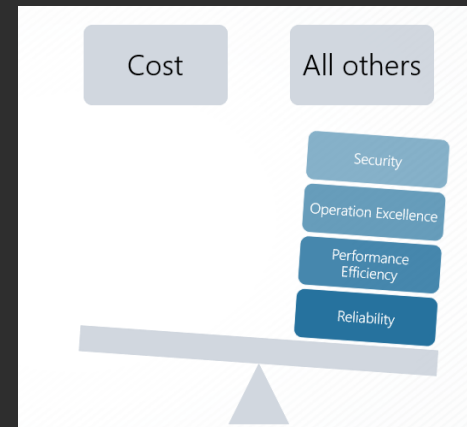 Cost
All others
Security
Operation Excellence
Performance
Efficiency
Reliability